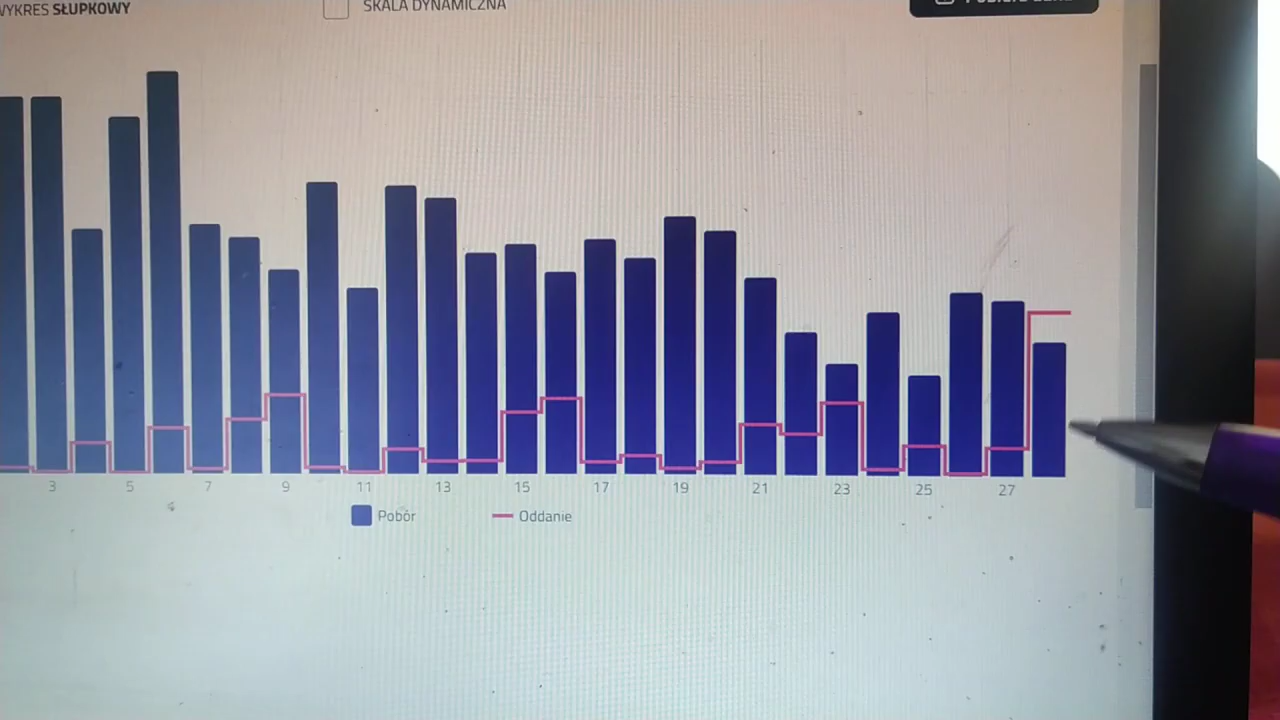 WYKRES SŁUPKOWY
SKALA DYNAMICZNA
3 5 7 9 11 13 15 17 19 21 23 25 27
Pobór Oddanie